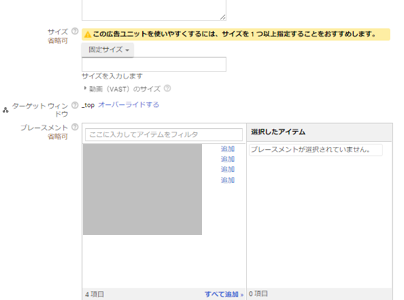 サイズ
省略可
この広告ユニットを使いやすくするには、サイズを 1 つ以上指定することをおすすめします。
固定サイズ
サイズを入力します
動画（VAST）のサイズ
ターゲット ウィン
ドウ
_top オーバーライドする
プレースメント
省略可
ここに入力してアイテムをフィルタ
追加
追加
追加
追加
4 項目
すべて追加 »
選択したアイテム
プレースメントが選択されていません。
0 項目